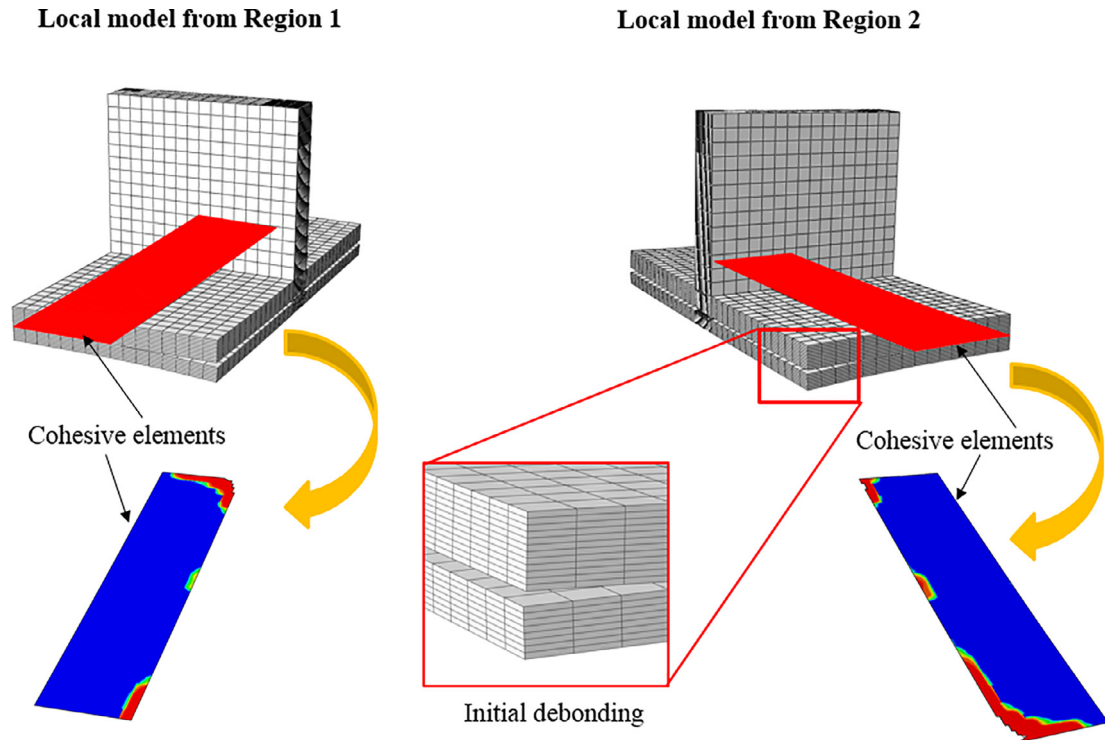 Local model from Region 1
Local model from Region 2
Cohesive elements
Cohesive elements
Initial debonding